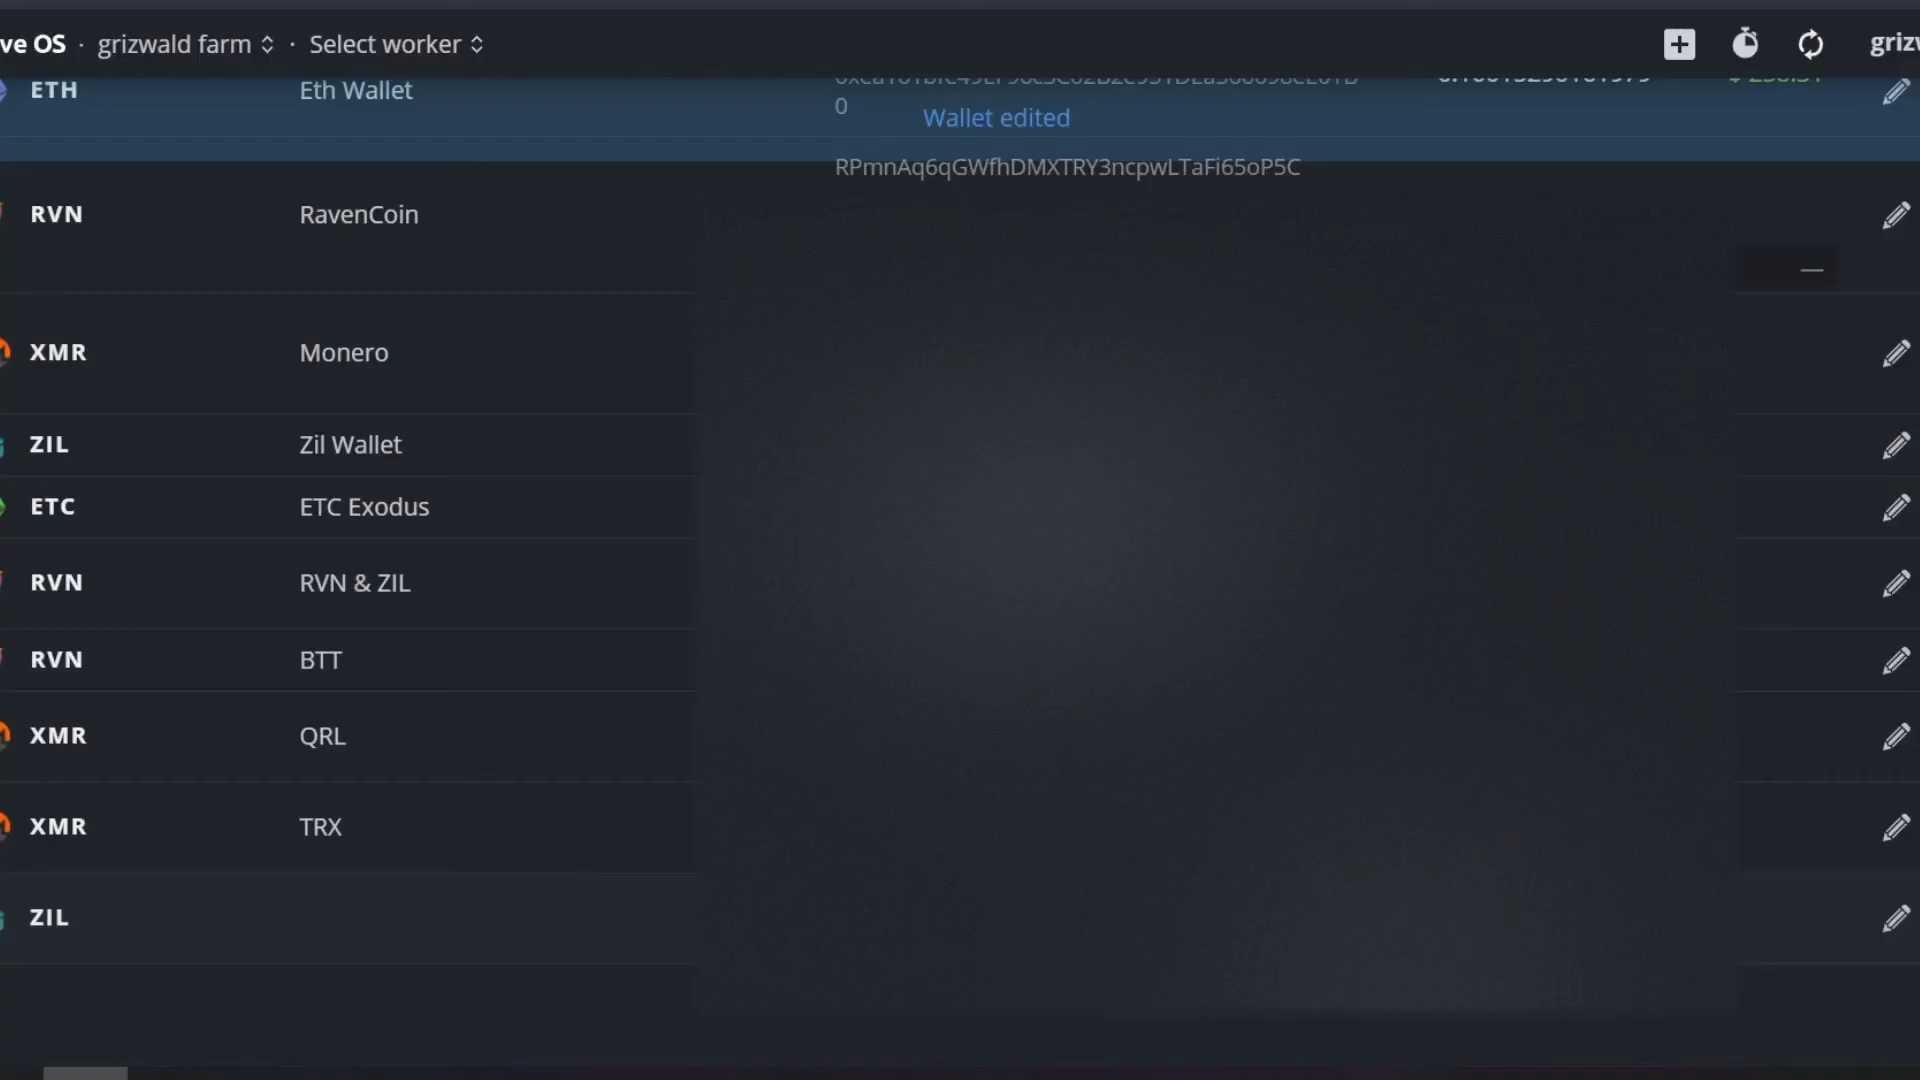 ve OS · grizwald farm · Select worker
ETH Eth Wallet
0
Wallet edited
RPmnAq6qGWfhDMXTRY3ncpwLTaFi65oP5C
RVN RavenCoin
XMR Monero
ZIL Zil Wallet
ETC ETC Exodus
RVN RVN & ZIL
RVN BTT
XMR QRL
XMR TRX
ZIL